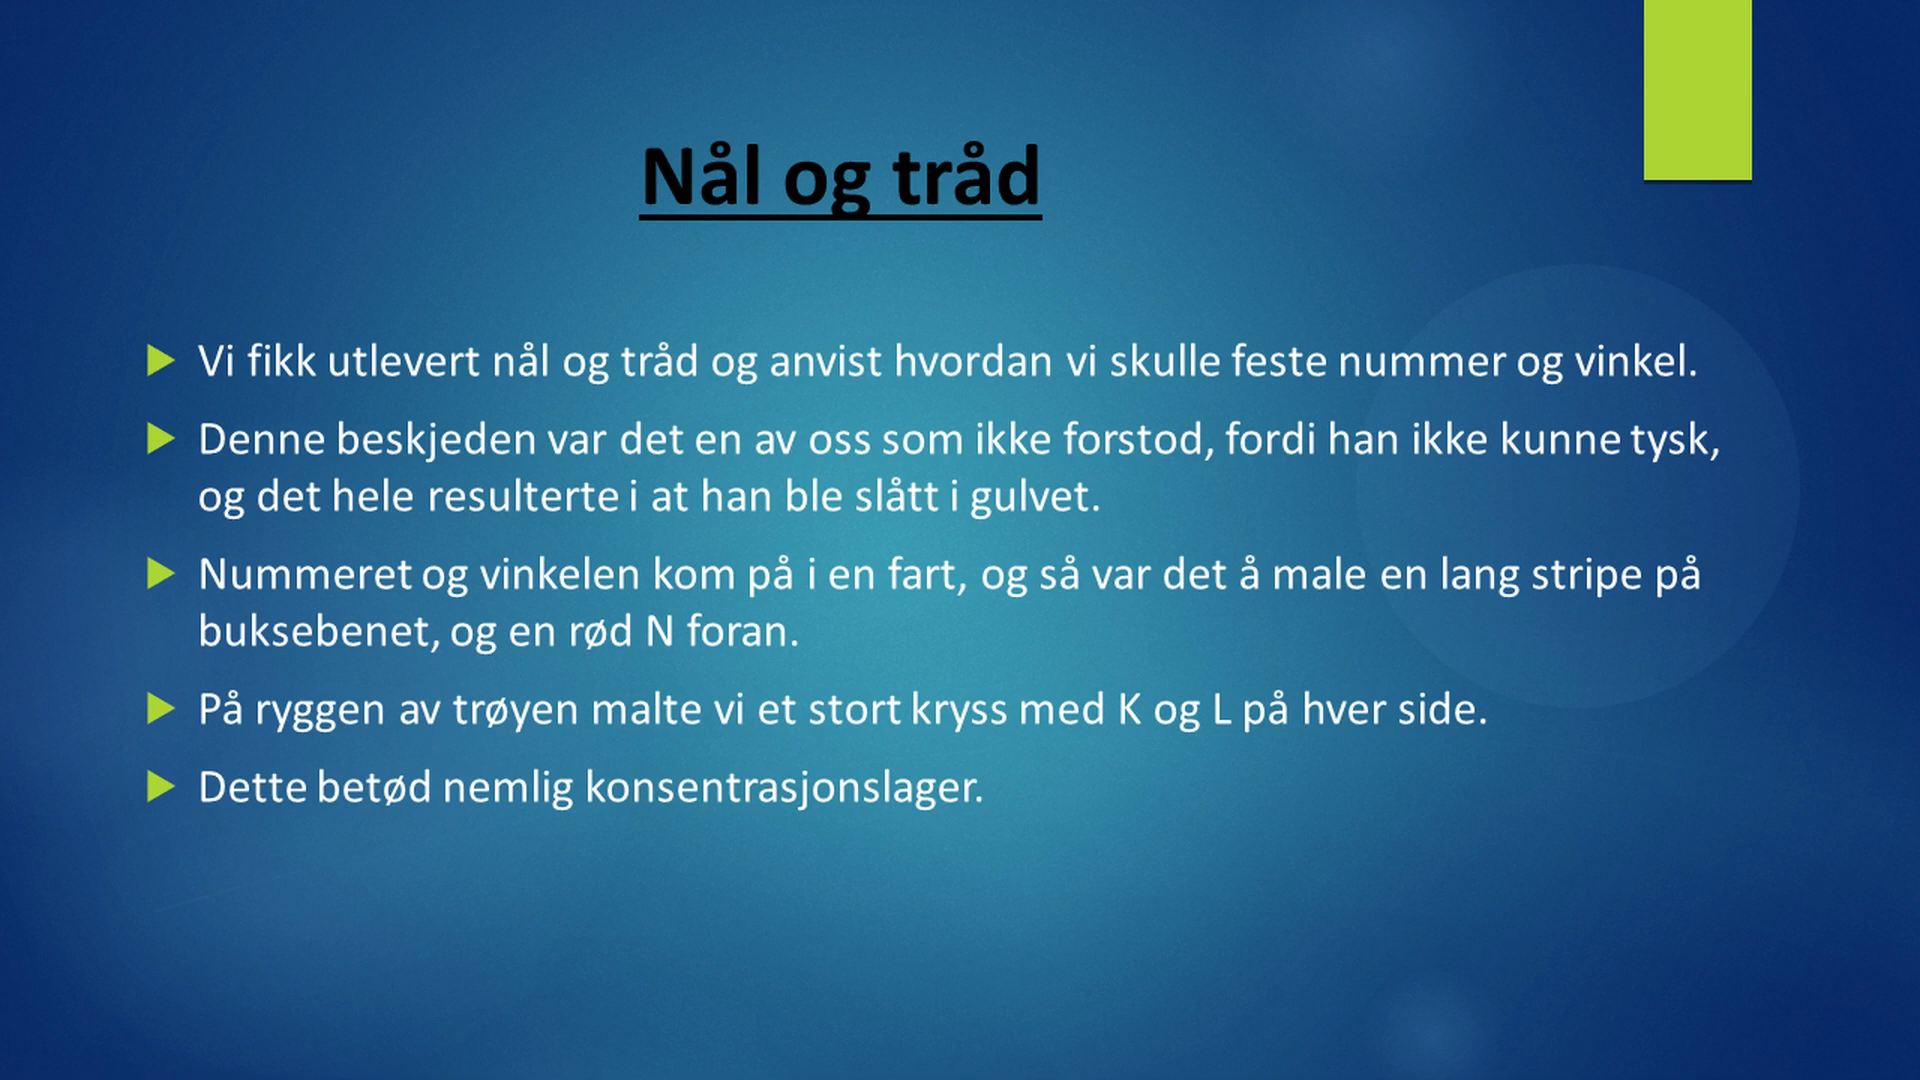 Nål og tråd
Vi fikk utlevert nål og tråd og anvist hvordan vi skulle feste nummer og vinkel.
Denne beskjeden var det en av oss som ikke forstod, fordi han ikke kunne tysk,
og det hele resulterte i at han ble slått i gulvet.
Nummeret og vinkelen kom på i en fart, og så var det å male en lang stripe på
buksebenet, og en rød N foran.
På ryggen av trøyen malte vi et stort kryss med K og L på hver side.
Dette betød nemlig konsentrasjonslager.